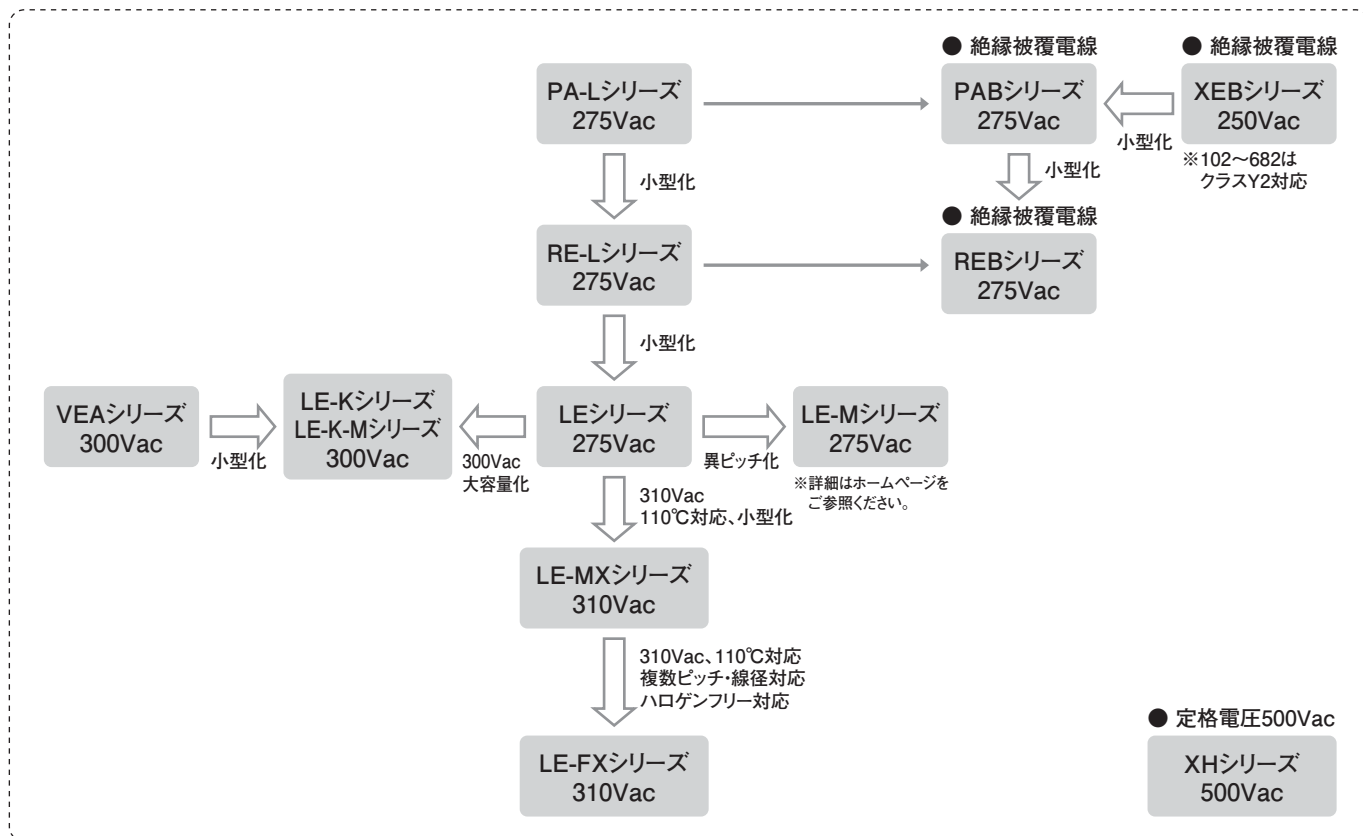 ● 絶縁被覆電線
● 絶縁被覆電線
PA-Lシリーズ
275Vac
PABシリーズ
275Vac
XEBシリーズ
250Vac
小型化
※102〜682は
クラスY2対応
小型化
小型化
● 絶縁被覆電線
RE-Lシリーズ
275Vac
REBシリーズ
275Vac
小型化
VEAシリーズ
300Vac
小型化
LE-Kシリーズ
LE-K-Mシリーズ
300Vac
300Vac
大容量化
LEシリーズ
275Vac
異ピッチ化
LE-Mシリーズ
275Vac
※詳細はホームページを
ご参照ください。
310Vac
110℃対応、小型化
LE-MXシリーズ
310Vac
310Vac、110℃対応
複数ピッチ・線径対応
ハロゲンフリー対応
LE-FXシリーズ
310Vac
● 定格電圧500Vac
XHシリーズ
500Vac